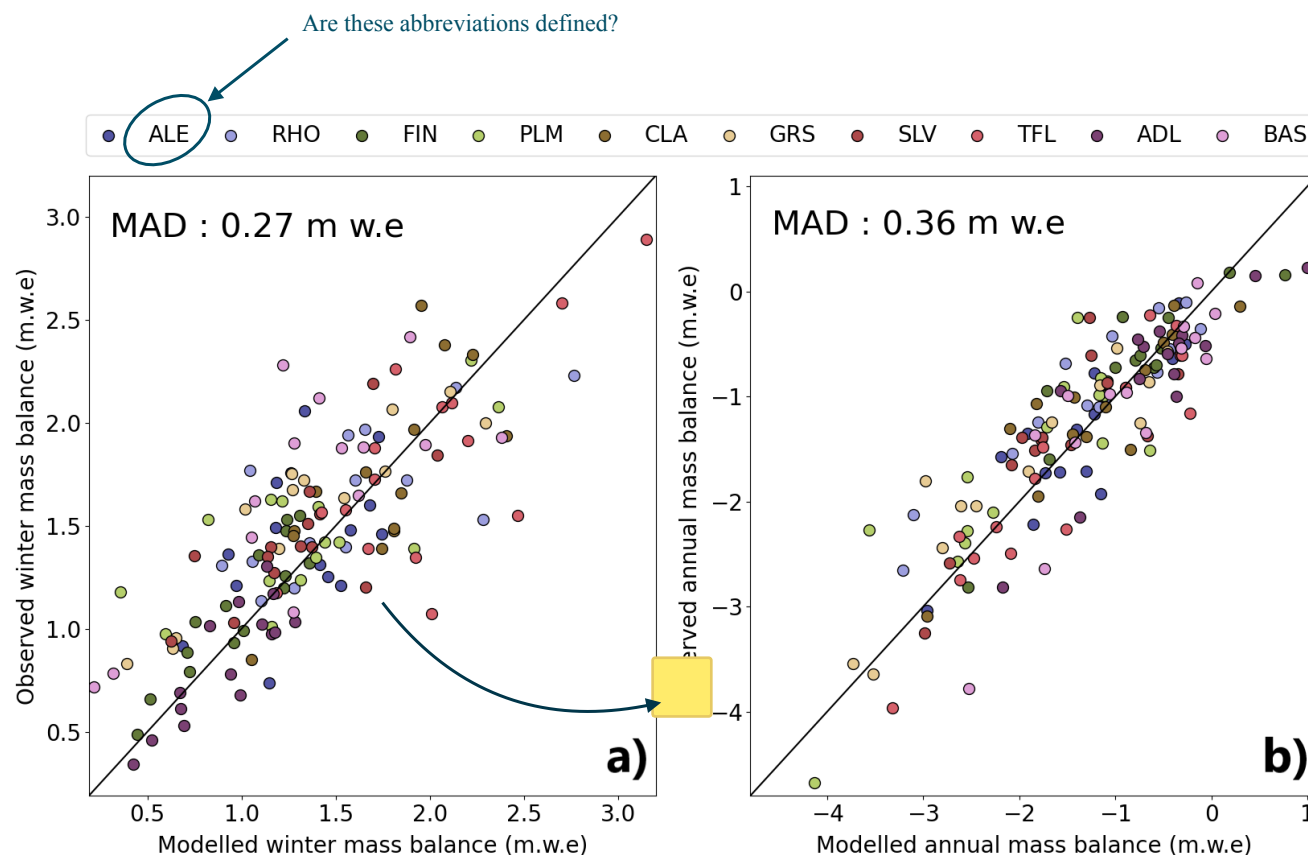 Are these abbreviations defined?
ALE RHO FIN PLM CLA GRS SLV TFL ADL BAS
MAD : 0.27 m w.e
3.0
2.5
2.0
1.5
1.0
0.5
Observed winter mass balance (m.w.e)
a)
0.5 1.0 1.5 2.0 2.5 3.0
Modelled winter mass balance (m.w.e)
MAD : 0.36 m w.e
1
0
−1
−2
−3
−4
erved annual mass balance (m.w.e)
b)
−4 −3 −2 −1 0 1
Modelled annual mass balance (m.w.e)